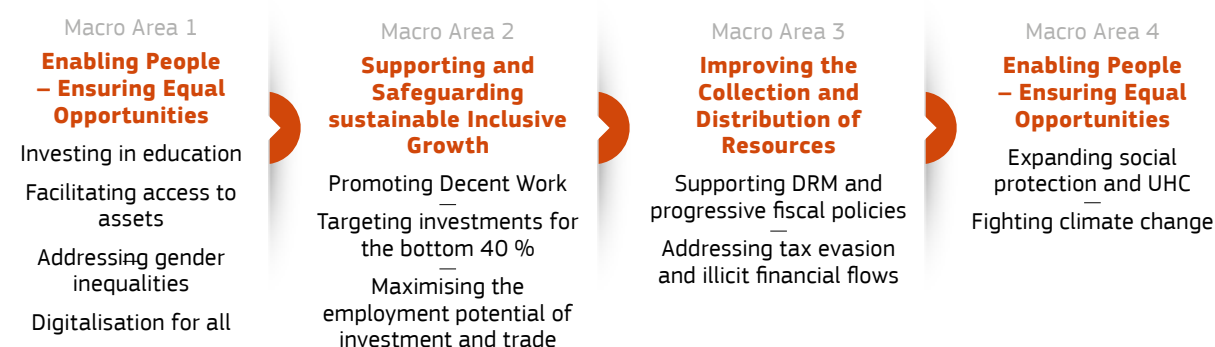 Macro Area 1
Enabling People
– Ensuring Equal
Opportunities
Investing in education
Facilitating access to
assets
Addressing gender
inequalities
Digitalisation for all
Macro Area 2
Supporting and
Safeguarding
sustainable Inclusive
Growth
Promoting Decent Work
Targeting investments for
the bottom 40 %
Maximising the
employment potential of
investment and trade
Macro Area 3
Improving the
Collection and
Distribution of
Resources
Supporting DRM and
progressive fiscal policies
Addressing tax evasion
and illicit financial flows
Macro Area 4
Enabling People
– Ensuring Equal
Opportunities
Expanding social
protection and UHC
Fighting climate change